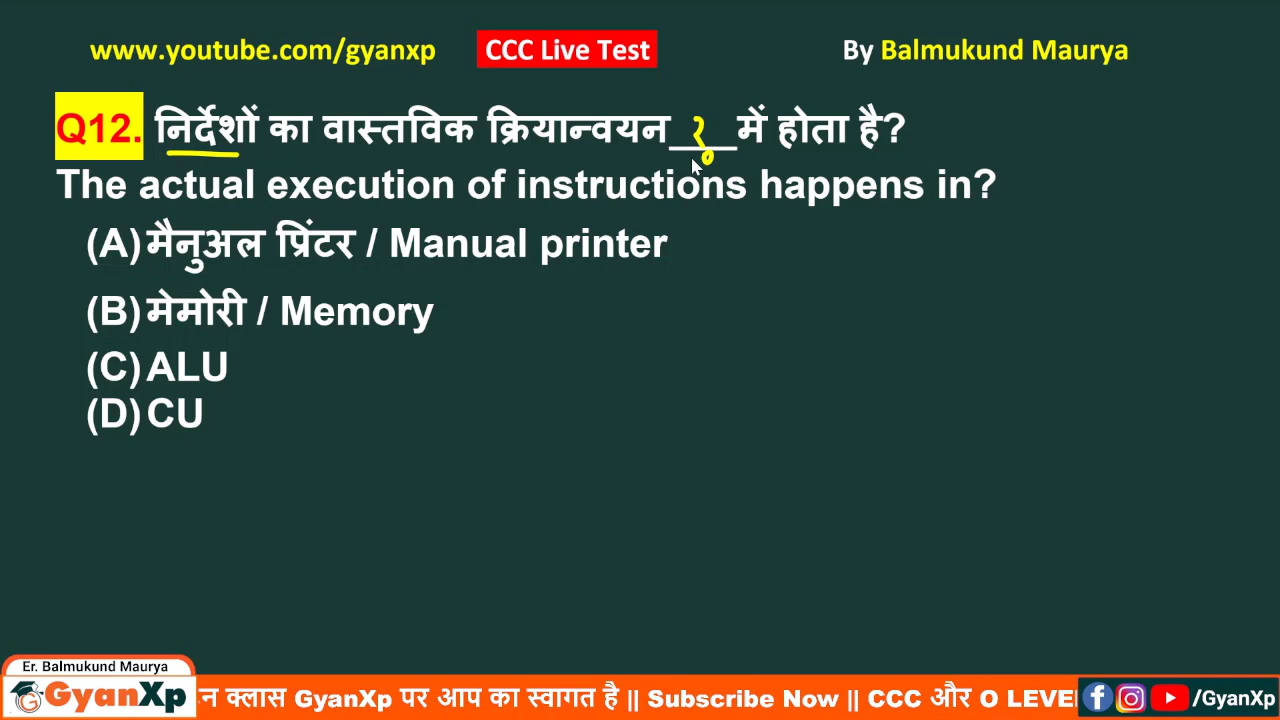 www.youtube.com/gyanxp CCC Live Test By Balmukund Maurya
Q12. निर्देशों का वास्तविक क्रियान्वयन____में होता है?
The actual execution of instructions happens in?
(A) मैनुअल प्रिंटर / Manual printer
(B) मेमोरी / Memory
(C) ALU
(D) CU
Er. Balmukund Maurya
GyanXp न क्लास GyanXp पर आप का स्वागत है || Subscribe Now || CCC और O LEVE /GyanXp